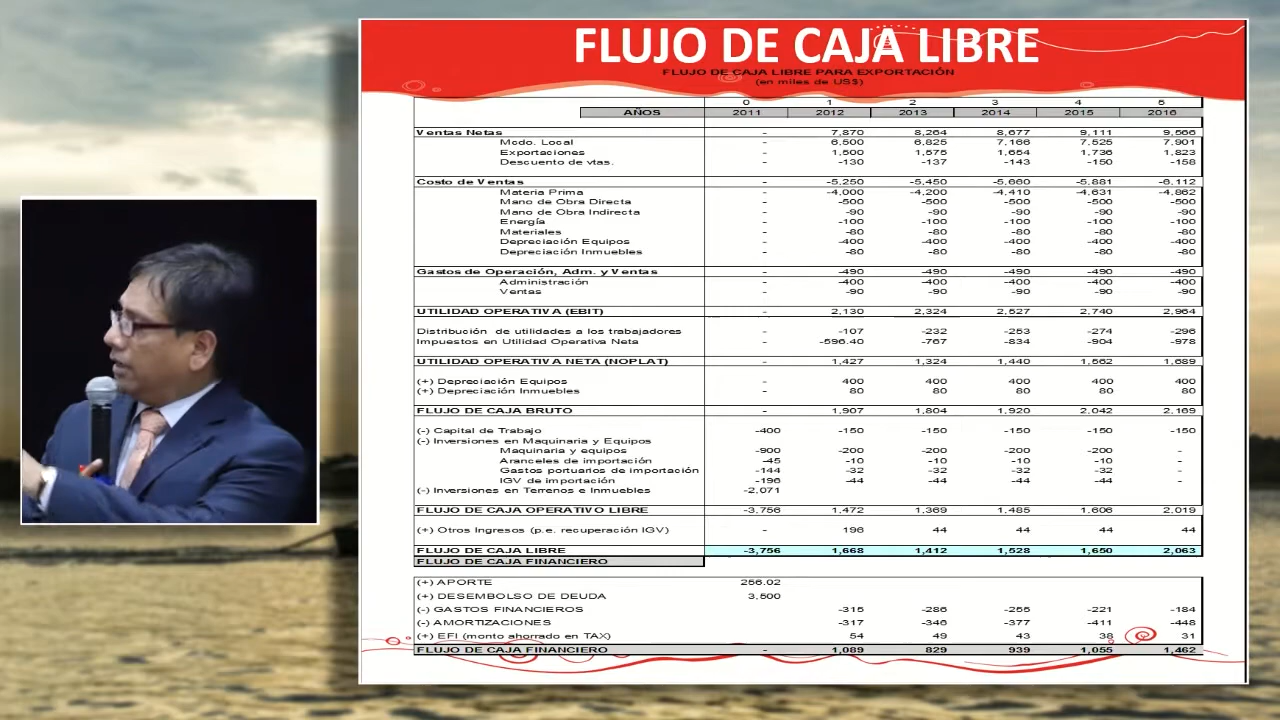 FLUJO DE CAJA LIBRE
FLUJO DE CAJA LIBRE PARA EXPORTACIÓN
(en miles de US$)
0 1 2 3 4 5
AÑOS 2011 2012 2013 2014 2015 2016
Ventas Netas - 7,870 8,264 8,677 9,111 9,566
Mcdo. Local - 6,500 6,825 7,166 7,525 7,901
Exportaciones - 1,500 1,575 1,654 1,736 1,823
Descuento de vtas. - -130 -137 -143 -150 -158
Costo de Ventas - -5,250 -5,450 -5,660 -5,881 -6,112
Materia Prima - -4,000 -4,200 -4,410 -4,631 -4,862
Mano de Obra Directa - -500 -500 -500 -500 -500
Mano de Obra Indirecta - -90 -90 -90 -90 -90
Energía - -100 -100 -100 -100 -100
Materiales - -80 -80 -80 -80 -80
Depreciación Equipos - -400 -400 -400 -400 -400
Depreciación Inmuebles - -80 -80 -80 -80 -80
Gastos de Operación, Adm. y Ventas - -490 -490 -490 -490 -490
Administración - -400 -400 -400 -400 -400
Ventas - -90 -90 -90 -90 -90
UTILIDAD OPERATIVA (EBIT) - 2,130 2,324 2,527 2,740 2,964
Distribución de utilidades a los trabajadores - -107 -232 -253 -274 -296
Impuestos en Utilidad Operativa Neta - -596.40 -767 -834 -904 -978
UTILIDAD OPERATIVA NETA (NOPLAT) - 1,427 1,324 1,440 1,562 1,689
(+) Depreciación Equipos - 400 400 400 400 400
(+) Depreciación Inmuebles - 80 80 80 80 80
FLUJO DE CAJA BRUTO - 1,907 1,804 1,920 2,042 2,169
(-) Capital de Trabajo -400 -150 -150 -150 -150 -150
(-) Inversiones en Maquinaria y Equipos
Maquinaria y equipos -900 -200 -200 -200 -200 -
Aranceles de importación -45 -10 -10 -10 -10 -
Gastos portuarios de importación -144 -32 -32 -32 -32 -
IGV de importación -196 -44 -44 -44 -44 -
(-) Inversiones en Terrenos e Inmuebles -2,071
FLUJO DE CAJA OPERATIVO LIBRE -3,756 1,472 1,369 1,485 1,606 2,019
(+) Otros Ingresos (p.e. recuperación IGV) - 196 44 44 44 44
FLUJO DE CAJA LIBRE -3,756 1,668 1,412 1,528 1,650 2,063
FLUJO DE CAJA FINANCIERO
(+) APORTE 256.02
(+) DESEMBOLSO DE DEUDA 3,500
(-) GASTOS FINANCIEROS -315 -286 -255 -221 -184
(-) AMORTIZACIONES -317 -346 -377 -411 -448
(+) EFI (monto ahorrado en TAX) 54 49 43 38 31
FLUJO DE CAJA FINANCIERO - 1,089 829 939 1,055 1,462